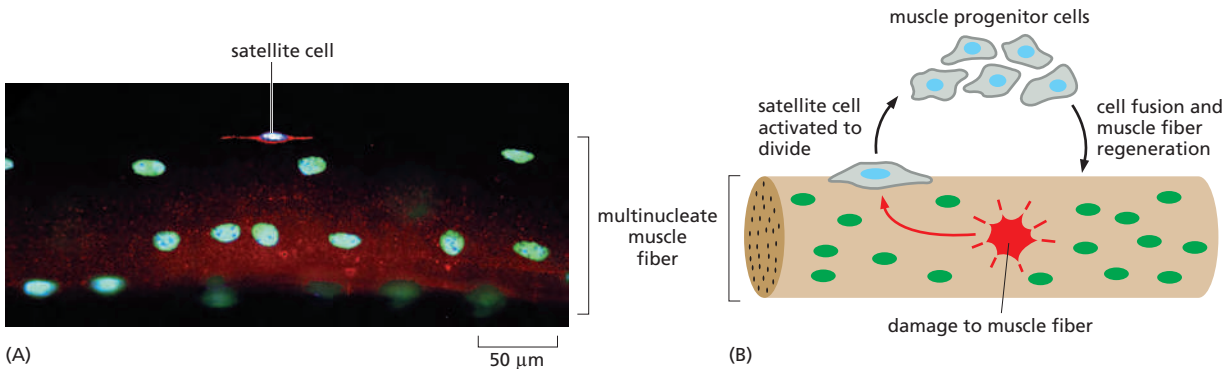 satellite cell
multinucleate
muscle
fiber
50 μm
(A)
muscle progenitor cells
satellite cell
activated to
divide
cell fusion and
muscle fiber
regeneration
damage to muscle fiber
(B)